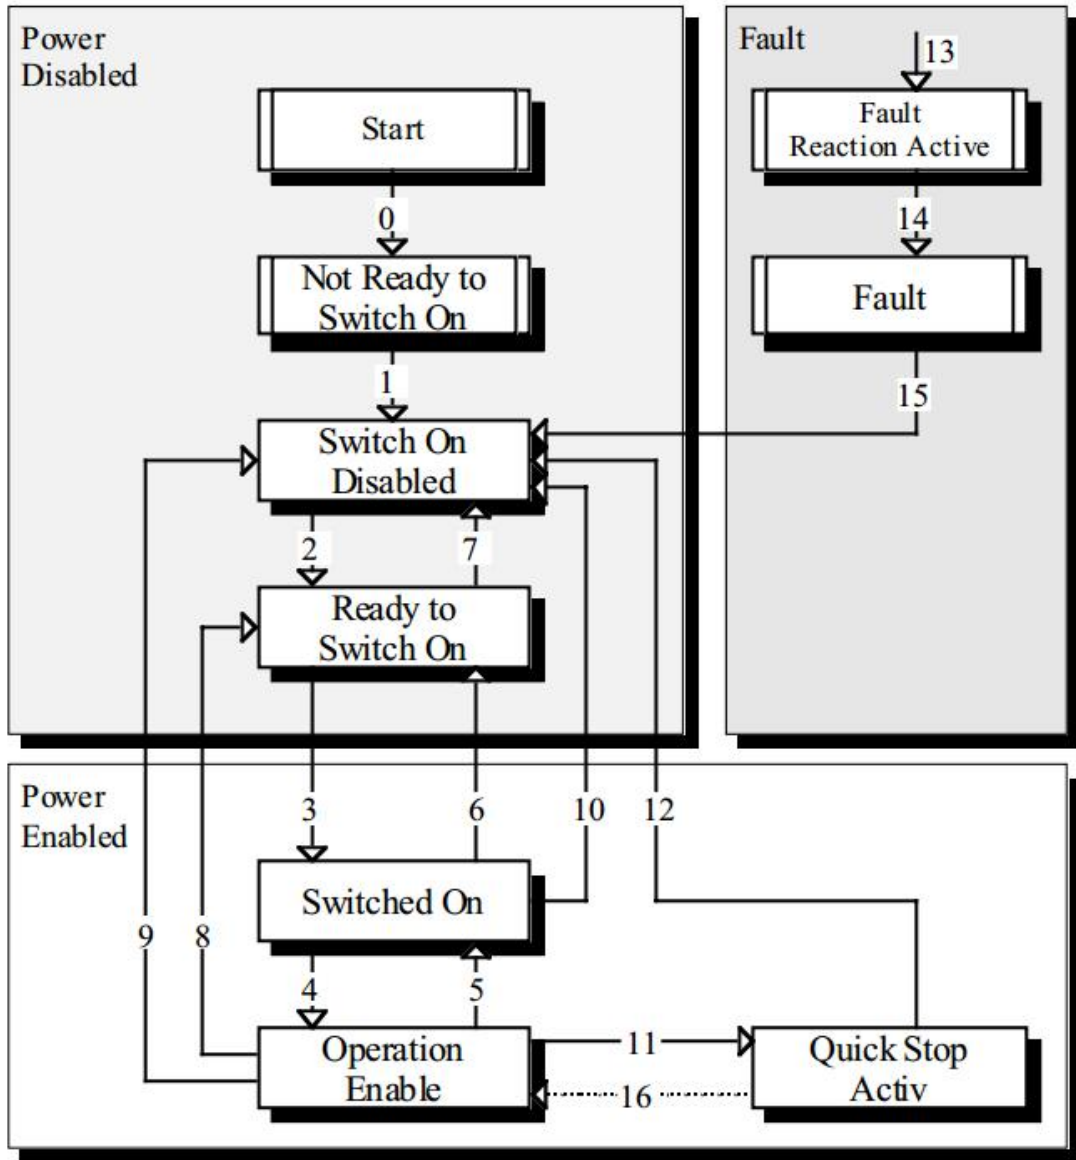 Power
Disabled
Start
0
Not Ready to
Switch On
1
Switch On
Disabled
2
7
Ready to
Switch On
Fault
13
Fault
Reaction Active
14
Fault
15
Power
Enabled
3
6
10
12
Switched On
9
8
4
5
Operation
Enable
11
16
Quick Stop
Activ